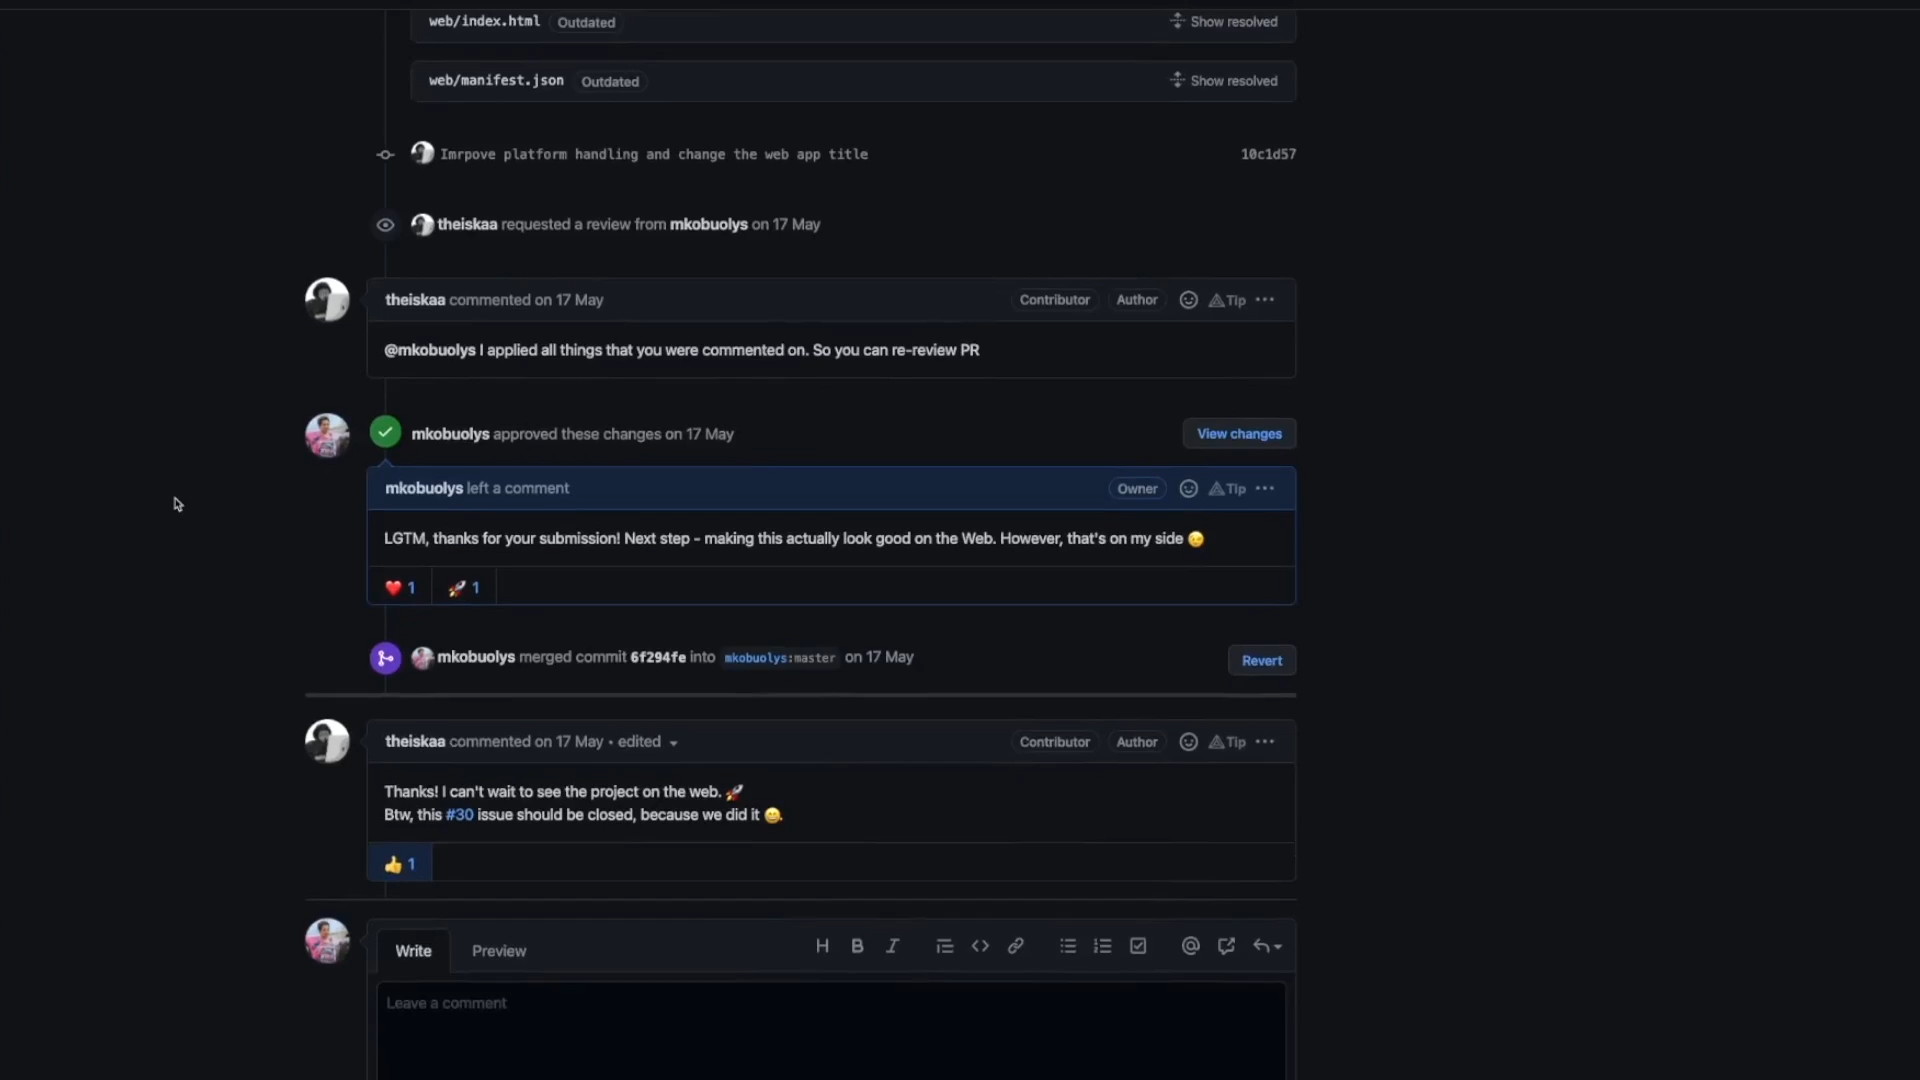 web/index.html Outdated Show resolved
web/manifest.json Outdated Show resolved
Imrpove platform handling and change the web app title 10c1d57
theiskaa requested a review from mkobuolys on 17 May
theiskaa commented on 17 May Contributor Author Tip
@mkobuolys I applied all things that you were commented on. So you can re-review PR
mkobuolys approved these changes on 17 May View changes
mkobuolys left a comment Owner Tip
LGTM, thanks for your submission! Next step - making this actually look good on the Web. However, that's on my side 😉
❤️ 1 🚀 1
mkobuolys merged commit 6f294fe into mkobuolys:master on 17 May Revert
theiskaa commented on 17 May • edited Contributor Author Tip
Thanks! I can't wait to see the project on the web. 🚀
Btw, this #30 issue should be closed, because we did it 😄.
👍 1
Write Preview H B I
Leave a comment